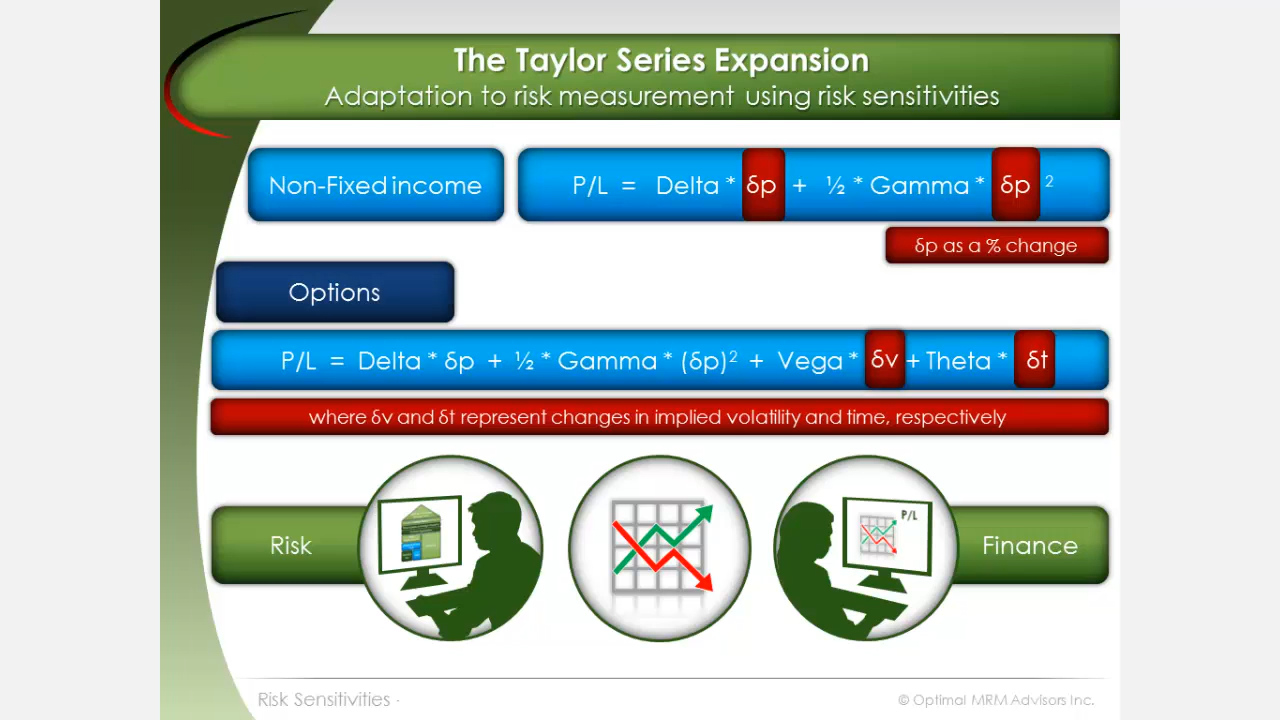 The Taylor Series Expansion
Adaptation to risk measurement using risk sensitivities
Non-Fixed income
P/L = Delta * δp + ½ * Gamma * δp ²
δp as a % change
Options
P/L = Delta * δp + ½ * Gamma * (δp)² + Vega * δv + Theta * δt
where δv and δt represent changes in implied volatility and time, respectively
Risk
P/L
Finance
Risk Sensitivities -
© Optimal MRM Advisors Inc.